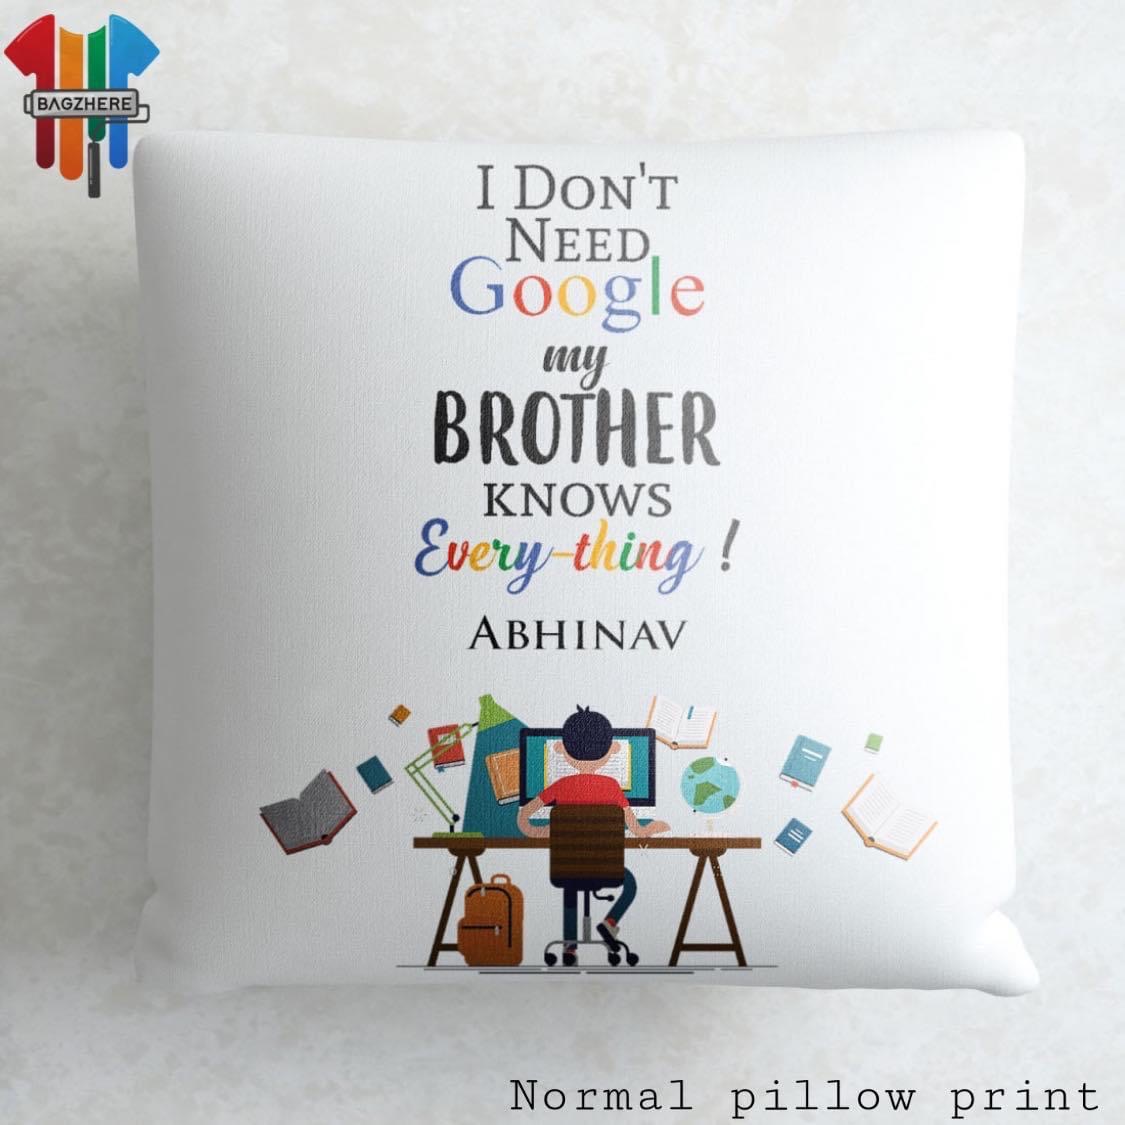 BAGZHERE
I DON'T
NEED
Google
my
BROTHER
KNOWS
Every-thing !
ABHINAV
Normal pillow print